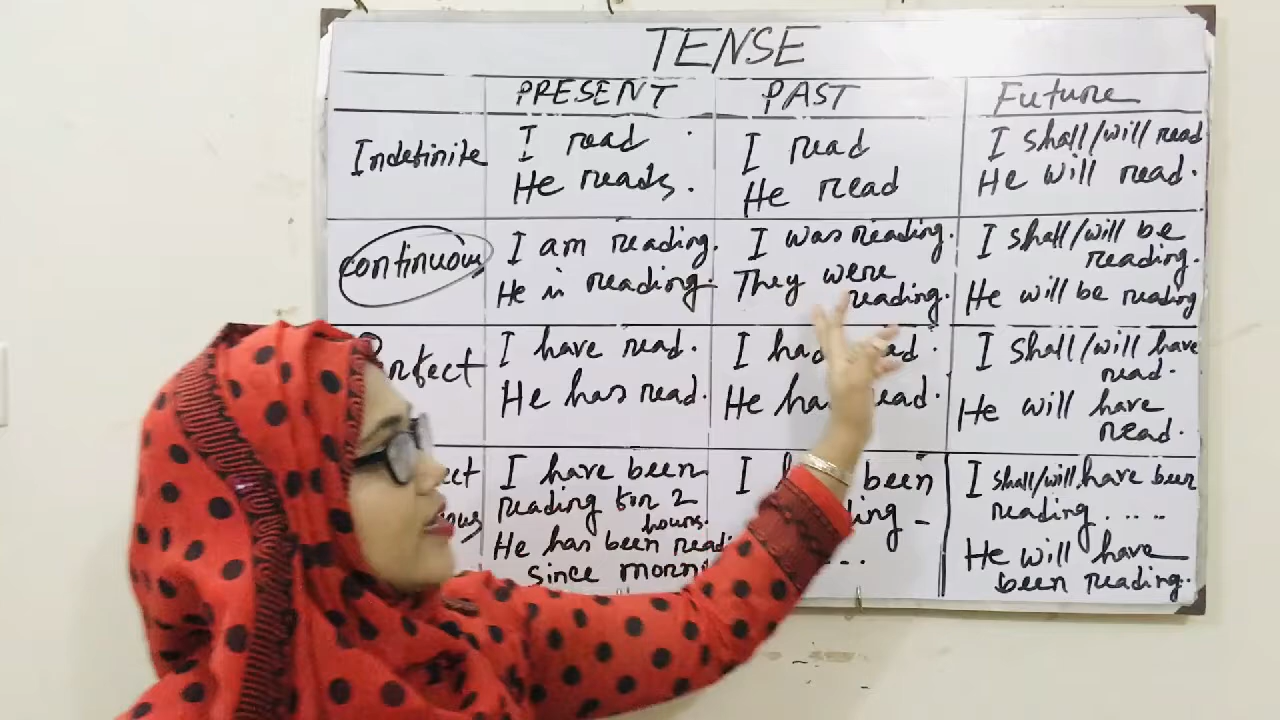 TENSE
PRESENT PAST Future
Indefinite
I read
He reads.
I read
He read
I shall/will read
He will read.
continuous
I am reading.
He is reading.
I was reading.
They were
reading.
I shall/will be
reading.
He will be reading
I have read.
He has read.
I
He
I shall/will have
read.
He will have
read.
I have been
reading for 2
hours.
He has been
since
I been
I shall/will have been
reading.....
He will have
been reading.